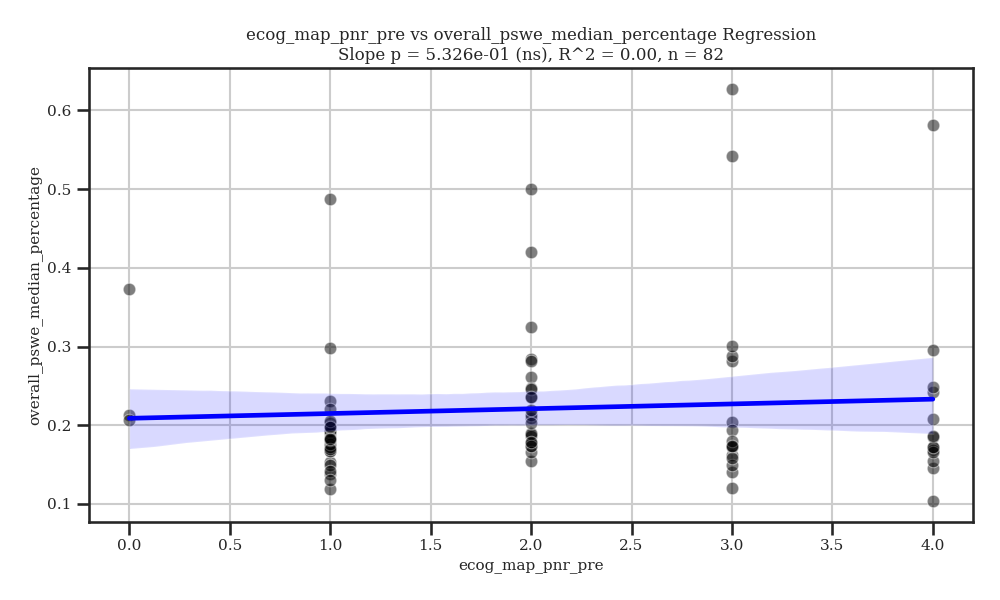 ecog_map_pnr_pre vs overall_pswe_median_percentage Regression
Slope p = 5.326e-01 (ns), R^2 = 0.00, n = 82
overall_pswe_median_percentage
0.6
0.5
0.4
0.3
0.2
0.1
0.0 0.5 1.0 1.5 2.0 2.5 3.0 3.5 4.0
ecog_map_pnr_pre